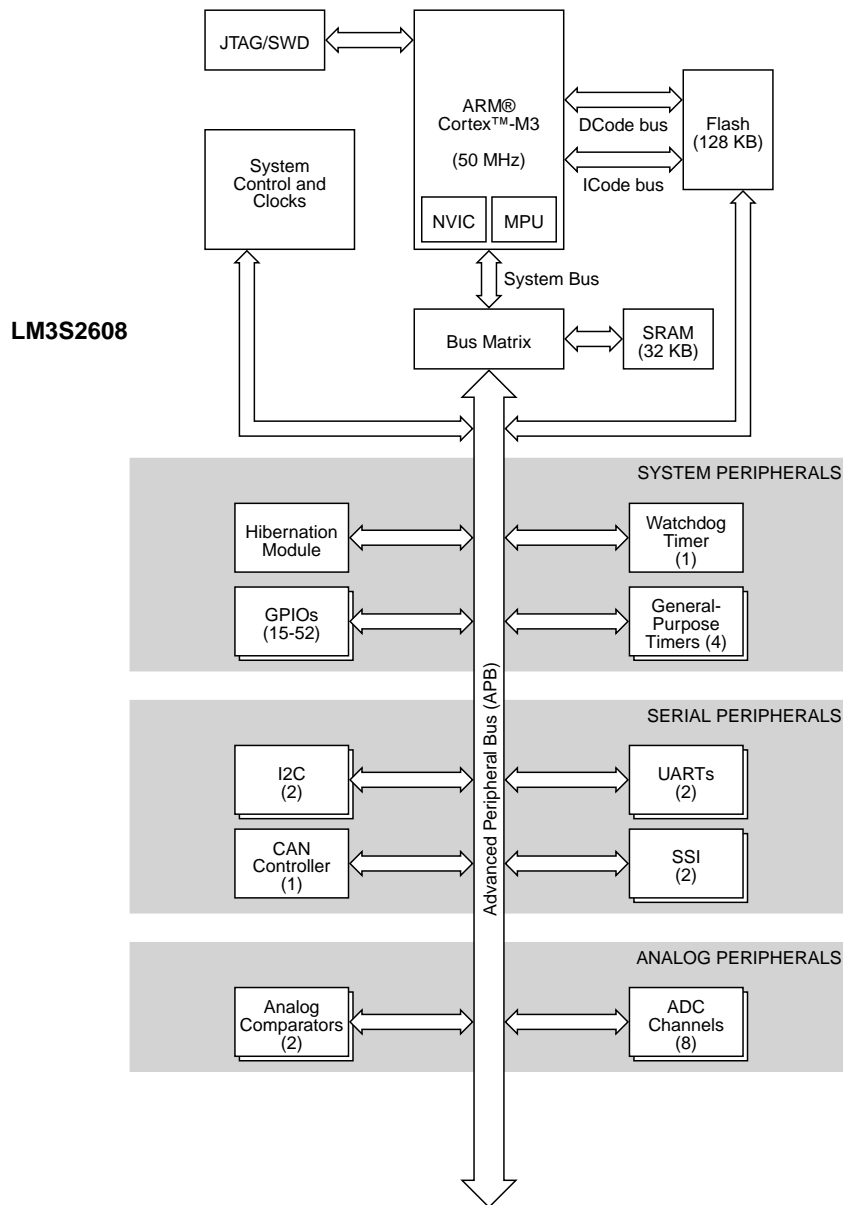 JTAG/SWD
ARM®
Cortex™-M3
(50 MHz)
NVIC
MPU
DCode bus
ICode bus
Flash
(128 KB)
System
Control and
Clocks
System Bus
LM3S2608
Bus Matrix
SRAM
(32 KB)
SYSTEM PERIPHERALS
Hibernation
Module
Watchdog
Timer
(1)
GPIOs
(15-52)
General-
Purpose
Timers (4)
Advanced Peripheral Bus (APB)
SERIAL PERIPHERALS
I2C
(2)
UARTs
(2)
CAN
Controller
(1)
SSI
(2)
ANALOG PERIPHERALS
Analog
Comparators
(2)
ADC
Channels
(8)